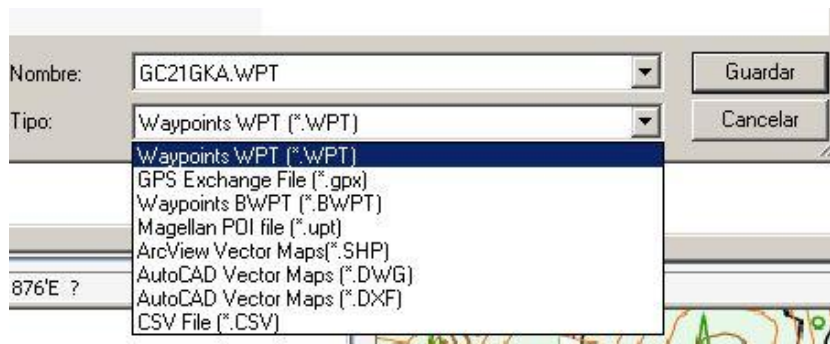 Nombre: GC21GKA.WPT Guardar
Tipo: Waypoints WPT (*.WPT) Cancelar
Waypoints WPT (*.WPT)
GPS Exchange File (*.gpx)
Waypoints BWPT (*.BWPT)
Magellan POI file (*.upt)
ArcView Vector Maps(*.SHP)
AutoCAD Vector Maps (*.DWG)
876'E ?
AutoCAD Vector Maps (*.DXF)
CSV File (*.CSV)